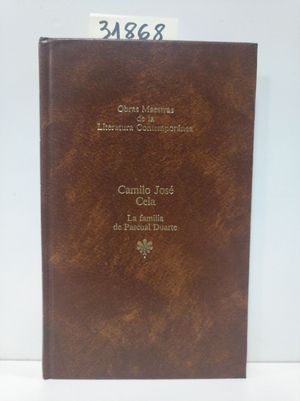 31868
Obras Maestras
de la
Literatura Contemporánea
Camilo José
Cela
La familia
de Pascual Duarte